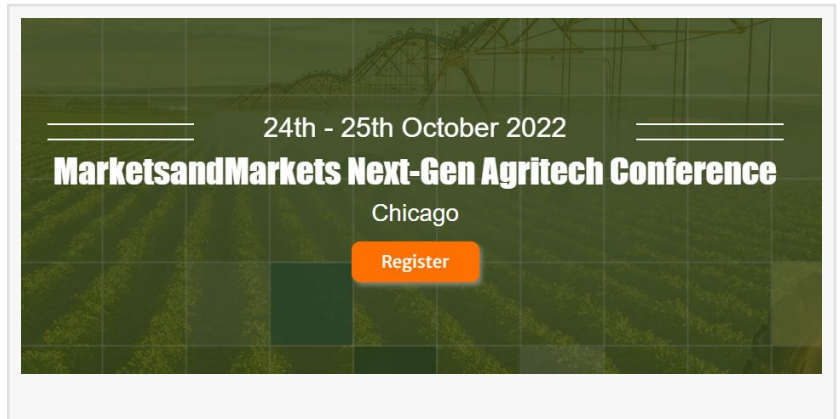 24th - 25th October 2022
MarketsandMarkets Next-Gen Agritech Conference
Chicago
Register